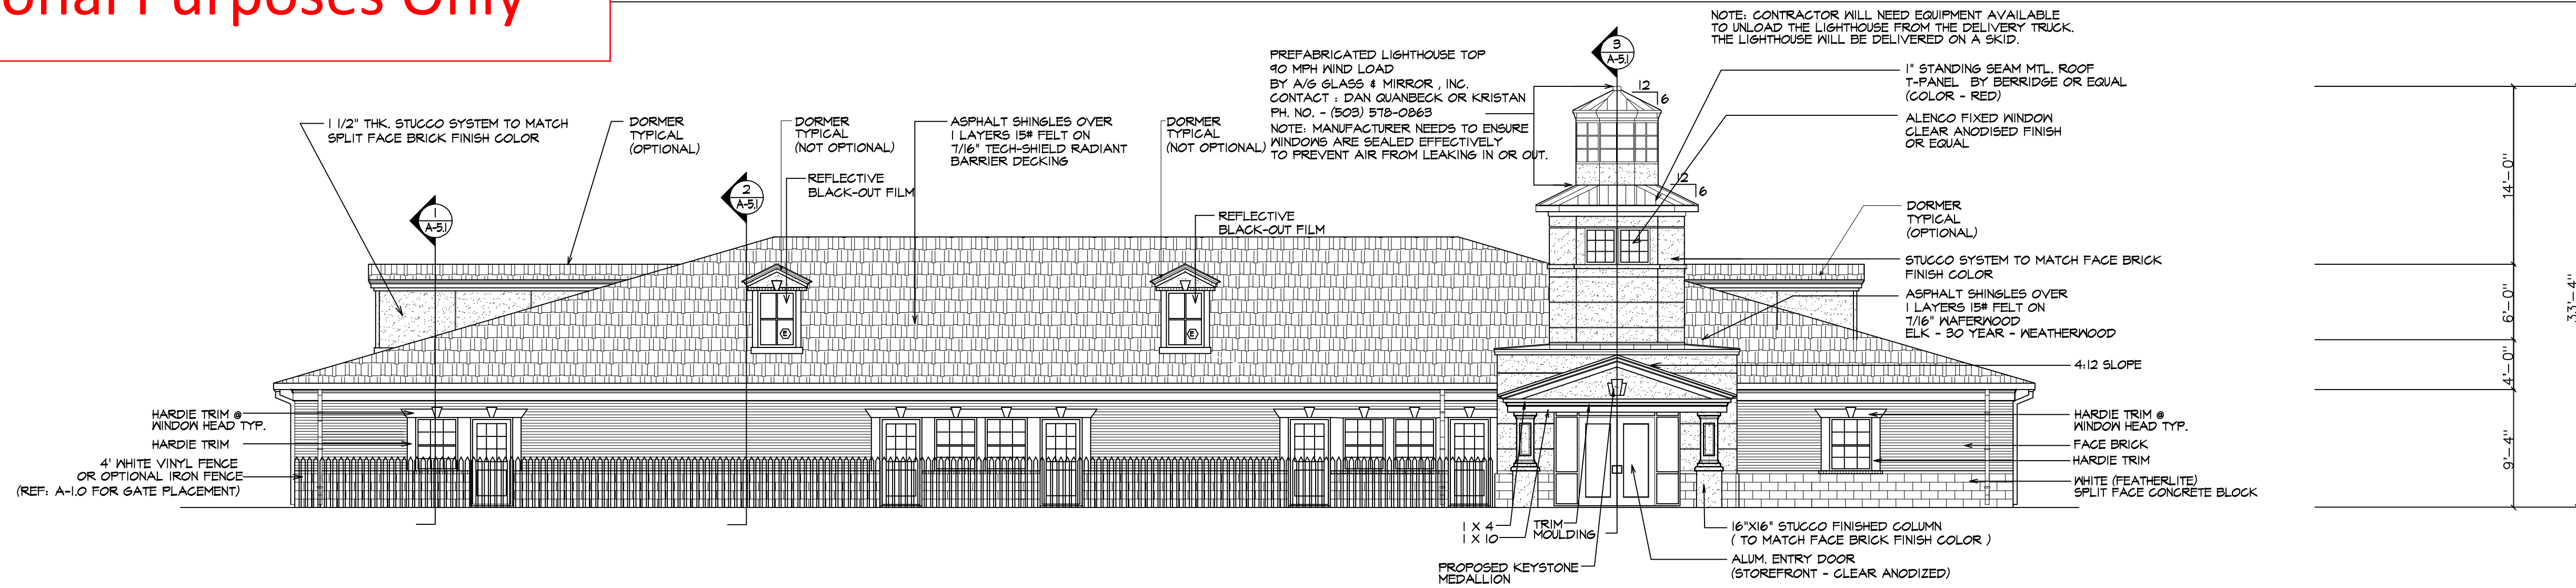 onal Purposes Only
NOTE: CONTRACTOR WILL NEED EQUIPMENT AVAILABLE
TO UNLOAD THE LIGHTHOUSE FROM THE DELIVERY TRUCK.
THE LIGHTHOUSE WILL BE DELIVERED ON A SKID.
3
A-5.1
PREFABRICATED LIGHTHOUSE TOP
90 MPH WIND LOAD
BY A/G GLASS & MIRROR , INC.
CONTACT : DAN QUANBECK OR KRISTAN
PH. NO. - (503) 578-0863
NOTE: MANUFACTURER NEEDS TO ENSURE
WINDOWS ARE SEALED EFFECTIVELY
TO PREVENT AIR FROM LEAKING IN OR OUT.
12
6
1" STANDING SEAM MTL. ROOF
T-PANEL BY BERRIDGE OR EQUAL
(COLOR - RED)
ALENCO FIXED WINDOW
CLEAR ANODISED FINISH
OR EQUAL
1 1/2" THK. STUCCO SYSTEM TO MATCH
SPLIT FACE BRICK FINISH COLOR
DORMER
TYPICAL
(OPTIONAL)
DORMER
TYPICAL
(NOT OPTIONAL)
ASPHALT SHINGLES OVER
1 LAYERS 15# FELT ON
7/16" TECH-SHIELD RADIANT
BARRIER DECKING
DORMER
TYPICAL
(NOT OPTIONAL)
REFLECTIVE
BLACK-OUT FILM
12
6
1
A-5.1
2
A-5.1
REFLECTIVE
BLACK-OUT FILM
DORMER
TYPICAL
(OPTIONAL)
STUCCO SYSTEM TO MATCH FACE BRICK
FINISH COLOR
ASPHALT SHINGLES OVER
1 LAYERS 15# FELT ON
7/16" WAFERWOOD
ELK - 30 YEAR - WEATHERWOOD
E
E
4:12 SLOPE
14'-0"
6'-0"
4'-0"
9'-4"
33'-4"
HARDIE TRIM @
WINDOW HEAD TYP.
HARDIE TRIM
4' WHITE VINYL FENCE
OR OPTIONAL IRON FENCE
(REF: A-1.0 FOR GATE PLACEMENT)
HARDIE TRIM @
WINDOW HEAD TYP.
FACE BRICK
HARDIE TRIM
WHITE (FEATHERLITE)
SPLIT FACE CONCRETE BLOCK
1 X 4
1 X 10
TRIM
MOULDING
PROPOSED KEYSTONE
MEDALLION
16"X16" STUCCO FINISHED COLUMN
( TO MATCH FACE BRICK FINISH COLOR )
ALUM. ENTRY DOOR
(STOREFRONT - CLEAR ANODIZED)